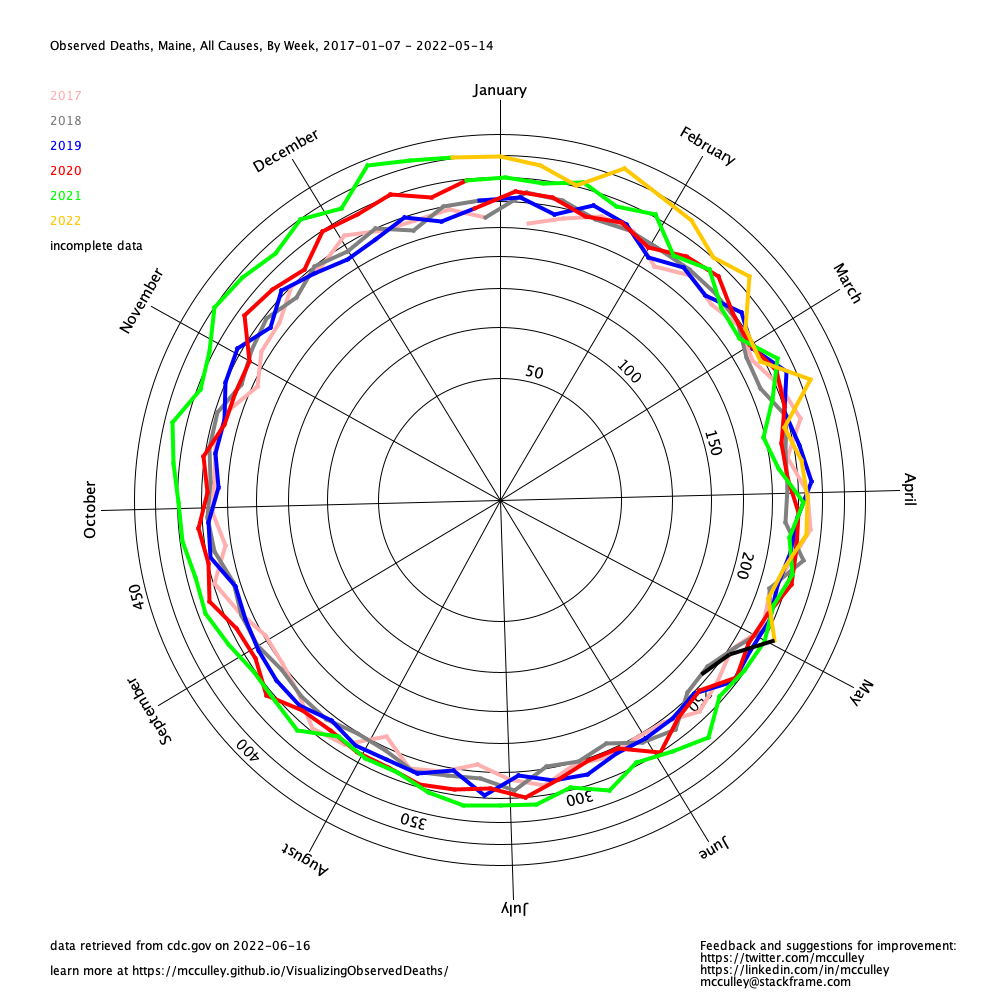 Observed Deaths, Maine, All Causes, By Week, 2017-01-07 - 2022-05-14
2017
2018
2019
2020
2021
2022
incomplete data
January
February
March
April
May
June
July
August
September
October
November
December
50
100
150
200
250
300
350
400
450
data retrieved from cdc.gov on 2022-06-16
learn more at https://mcculley.github.io/VisualizingObservedDeaths/
Feedback and suggestions for improvement:
https://twitter.com/mcculley
https://linkedin.com/in/mcculley
mcculley@stackframe.com